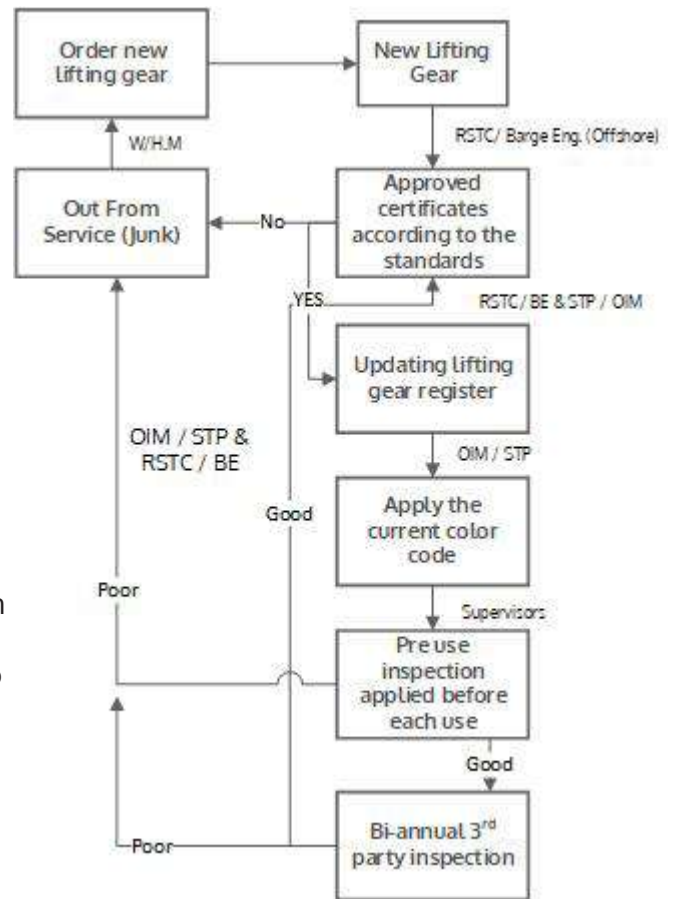 Order new
lifting gear
New Lifting
Gear
W/H.M
RSTC/ Barge Eng. (Offshore)
Out From
Service (Junk)
No
Approved
certificates
according to the
standards
YES
RSTC/ BE & STP / OIM
Updating lifting
gear register
OIM / STP &
RSTC / BE
OIM / STP
Good
Apply the
current color
code
Poor
Supervisors
Pre use
inspection
applied before
each use
Good
Poor
Bi-annual 3rd
party inspection